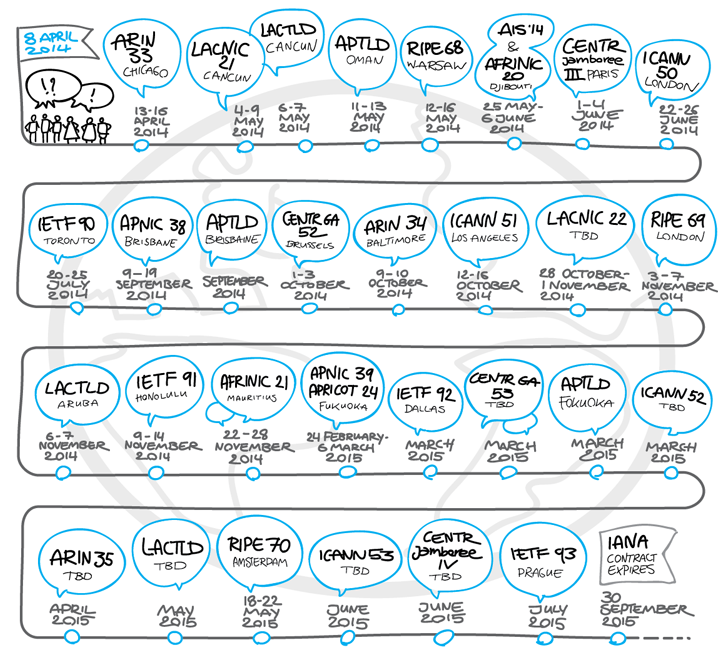 8 APRIL
2014
!?
!
ARIN
33
CHICAGO
13-16
APRIL
2014
LACNIC
21
CANCUN
4-9
MAY
2014
LACTLD
CANCUN
6-7
MAY
2014
APTLD
OMAN
11-13
MAY
2014
RIPE 68
WARSAW
12-16
MAY
2014
AIS'14
&
AFRINIC
20
DJIBOUTI
25 MAY-
6 JUNE
2014
CENTR
jamboree
III PARIS
1-4
JUNE
2014
ICANN
50
LONDON
22-26
JUNE
2014
IETF 90
TORONTO
20-25
JULY
2014
APNIC 38
BRISBANE
9-19
SEPTEMBER
2014
APTLD
BRISBAINE
SEPTEMBER
2014
CENTR GA
52
BRUSSELS
1-3
OCTOBER
2014
ARIN 34
BALTIMORE
9-10
OCTOBER
2014
ICANN 51
LOS ANGELES
12-16
OCTOBER
2014
LACNIC 22
TBD
28 OCTOBER-
1 NOVEMBER
2014
RIPE 69
LONDON
3-7
NOVEMBER
2014
LACTLD
ARUBA
6-7
NOVEMBER
2014
IETF 91
HONOLULU
9-14
NOVEMBER
2014
AFRINIC 21
MAURITIUS
22-28
NOVEMBER
2014
APNIC 39
APRICOT 24
FUKUOKA
24 FEBRUARY-
6 MARCH
2015
IETF 92
DALLAS
MARCH
2015
CENTR GA
53
TBD
MARCH
2015
APTLD
FOKUOKA
MARCH
2015
ICANN 52
TBD
MARCH
2015
ARIN 35
TBD
APRIL
2015
LACTLD
TBD
MAY
2015
RIPE 70
AMSTERDAM
18-22
MAY
2015
ICANN 53
TBD
JUNE
2015
CENTR
jamboree
IV
TBD
JUNE
2015
IETF 93
PRAGUE
JULY
2015
IANA
CONTRACT
EXPIRES
30
SEPTEMBER
2015